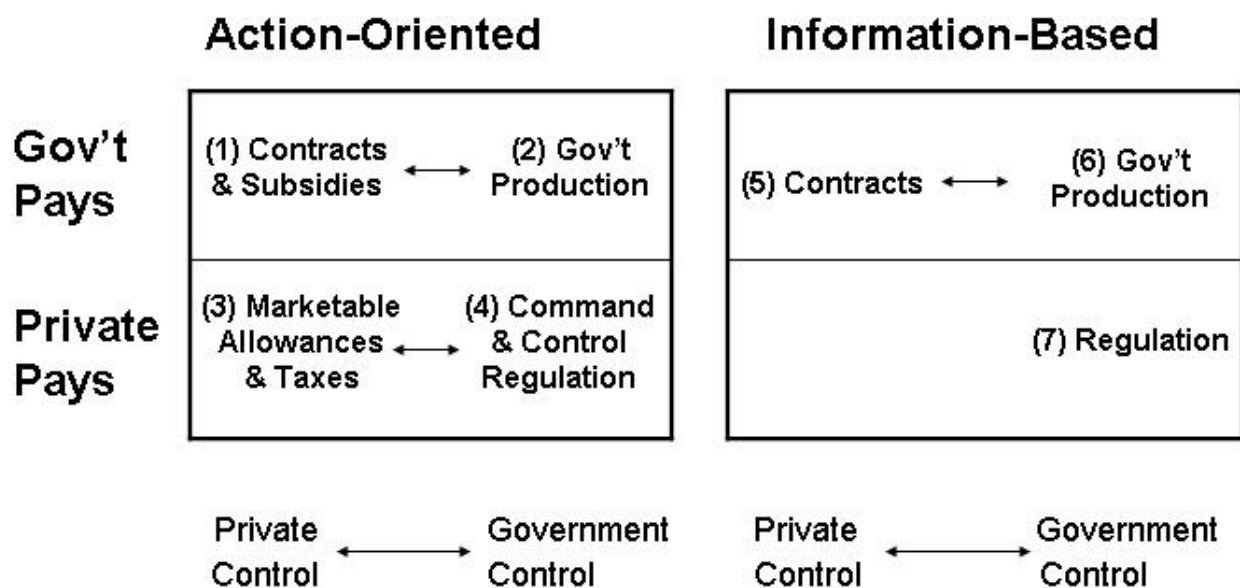 Action-Oriented
Information-Based
Gov't
Pays
(1) Contracts
& Subsidies
(2) Gov't
Production
(5) Contracts
(6) Gov't
Production
Private
Pays
(3) Marketable
Allowances
& Taxes
(4) Command
& Control
Regulation
(7) Regulation
Private
Control
Government
Control
Private
Control
Government
Control